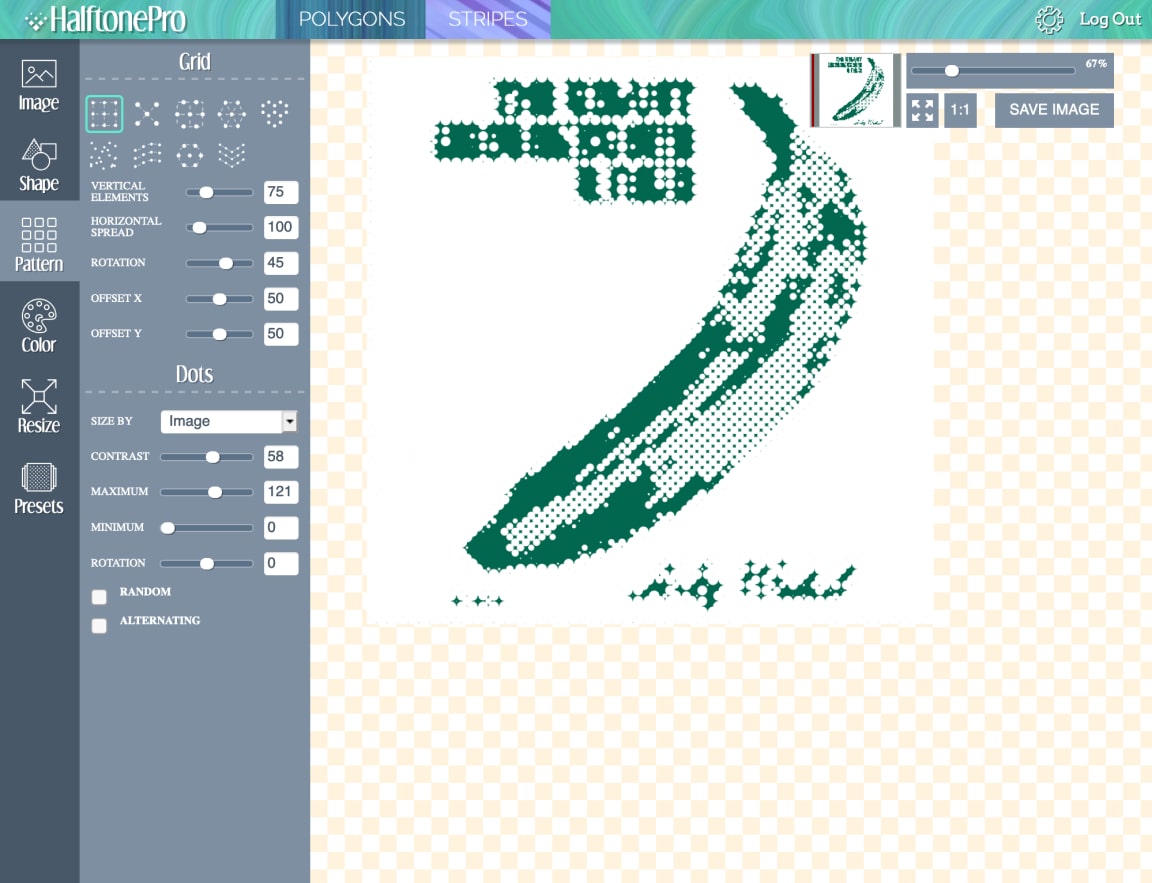 HalftonePro
POLYGONS
STRIPES
Log Out
Image
Shape
Pattern
Color
Resize
Presets
Grid
VERTICAL
ELEMENTS
75
HORIZONTAL
SPREAD
100
ROTATION
45
OFFSET X
50
OFFSET Y
50
Dots
SIZE BY
Image
CONTRAST
58
MAXIMUM
121
MINIMUM
0
ROTATION
0
RANDOM
ALTERNATING
67%
1:1
SAVE IMAGE